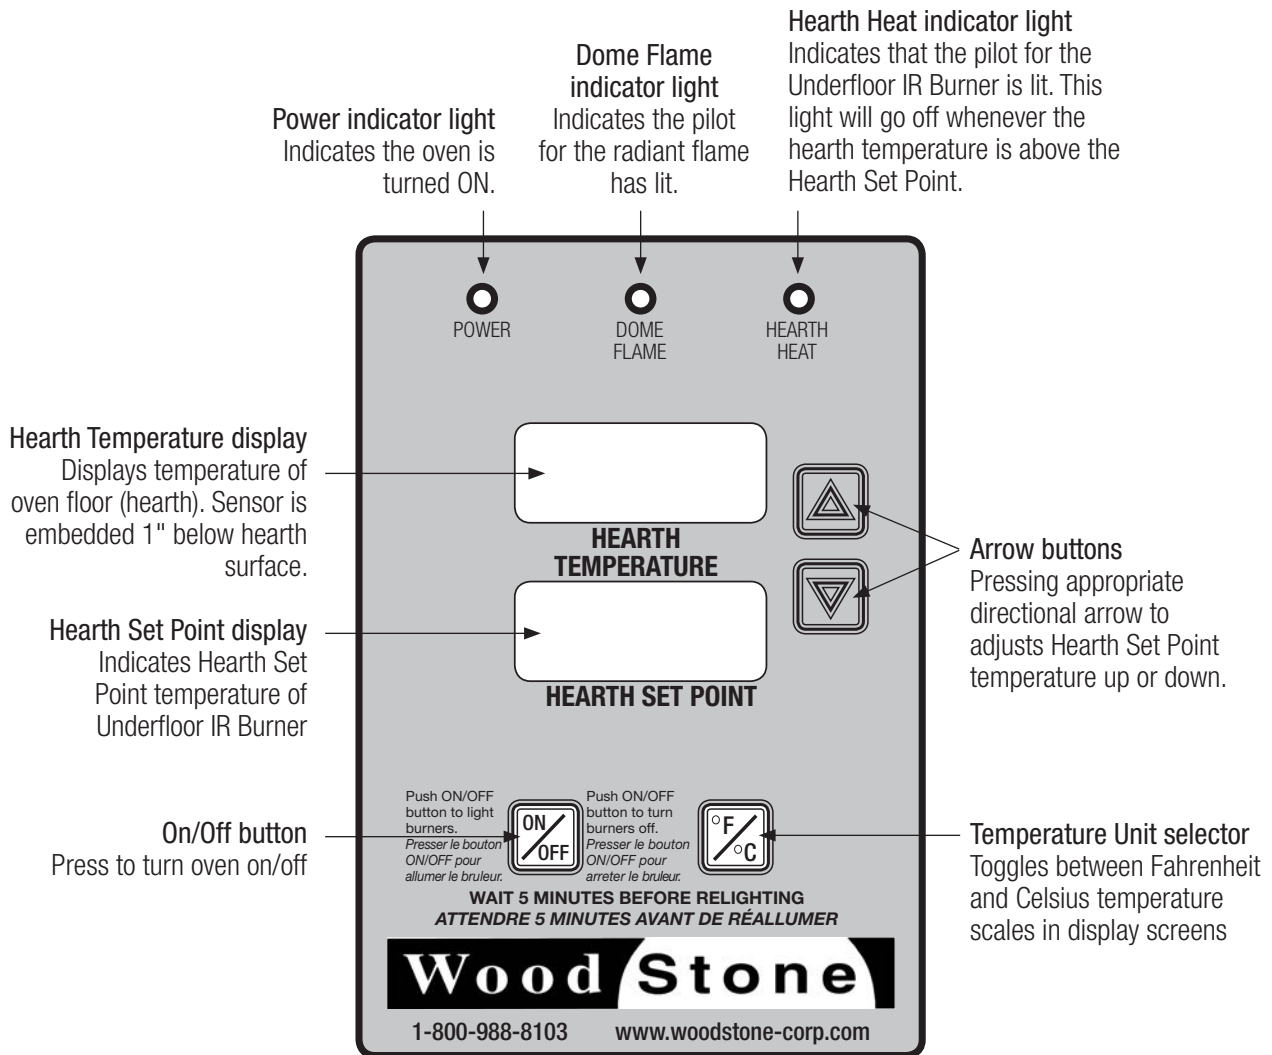 Hearth Heat indicator light
Indicates that the pilot for the
Underfloor IR Burner is lit. This
light will go off whenever the
hearth temperature is above the
Hearth Set Point.
Dome Flame
indicator light
Indicates the pilot
for the radiant flame
has lit.
Power indicator light
Indicates the oven is
turned ON.
POWER
DOME
FLAME
HEARTH
HEAT
Hearth Temperature display
Displays temperature of
oven floor (hearth). Sensor is
embedded 1" below hearth
surface.
HEARTH
TEMPERATURE
Arrow buttons
Pressing appropriate
directional arrow to
adjusts Hearth Set Point
temperature up or down.
Hearth Set Point display
Indicates Hearth Set
Point temperature of
Underfloor IR Burner
HEARTH SET POINT
On/Off button
Press to turn oven on/off
Push ON/OFF
button to light
burners.
Presser le bouton
ON/OFF pour
allumer le bruleur.
ON
OFF
Push ON/OFF
button to turn
burners off.
Presser le bouton
ON/OFF pour
arreter le bruleur.
°F
°C
Temperature Unit selector
Toggles between Fahrenheit
and Celsius temperature
scales in display screens
WAIT 5 MINUTES BEFORE RELIGHTING
ATTENDRE 5 MINUTES AVANT DE RÉALLUMER
Wood Stone
1-800-988-8103 www.woodstone-corp.com